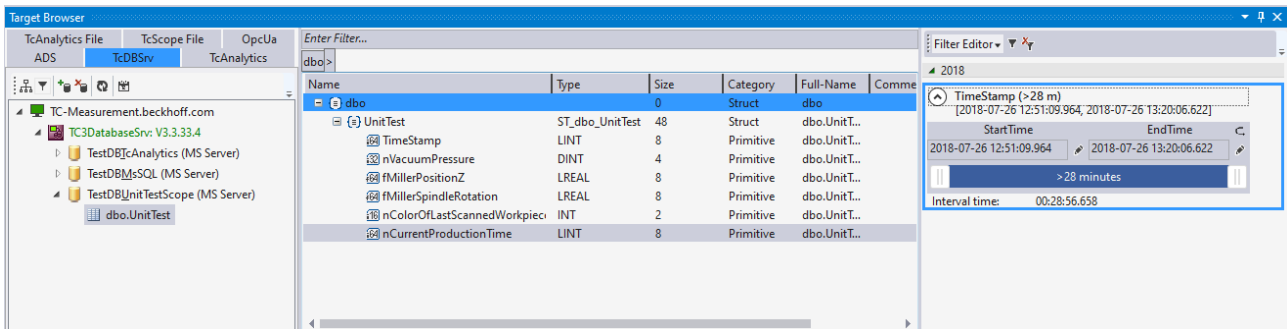 Target Browser
TcAnalytics File TcScope File OpcUa
ADS TcDBSrv TcAnalytics
TC-Measurement.beckhoff.com
TC3DatabaseSrv: V3.3.33.4
TestDBTcAnalytics (MS Server)
TestDBMsSQL (MS Server)
TestDBUnitTestScope (MS Server)
dbo.UnitTest
Enter Filter...
dbo >
Name Type Size Category Full-Name Comme
dbo 0 Struct dbo
UnitTest ST_dbo_UnitTest 48 Struct dbo.UnitT...
TimeStamp LINT 8 Primitive dbo.UnitT...
nVacuumPressure DINT 4 Primitive dbo.UnitT...
fMillerPositionZ LREAL 8 Primitive dbo.UnitT...
fMillerSpindleRotation LREAL 8 Primitive dbo.UnitT...
nColorOfLastScannedWorkpiec INT 2 Primitive dbo.UnitT...
nCurrentProductionTime LINT 8 Primitive dbo.UnitT...
Filter Editor
2018
TimeStamp (>28 m)
[2018-07-26 12:51:09.964, 2018-07-26 13:20:06.622]
StartTime EndTime
2018-07-26 12:51:09.964 2018-07-26 13:20:06.622
>28 minutes
Interval time: 00:28:56.658